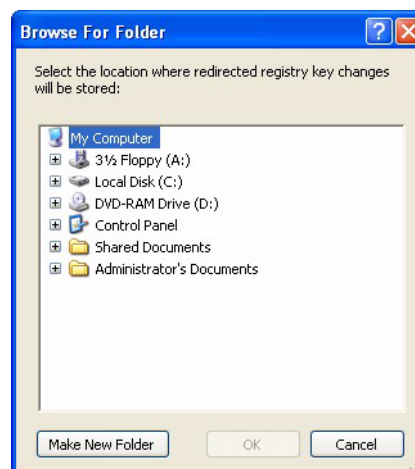 Browse For Folder
Select the location where redirected registry key changes
will be stored:
My Computer
3½ Floppy (A:)
Local Disk (C:)
DVD-RAM Drive (D:)
Control Panel
Shared Documents
Administrator's Documents
Make New Folder OK Cancel